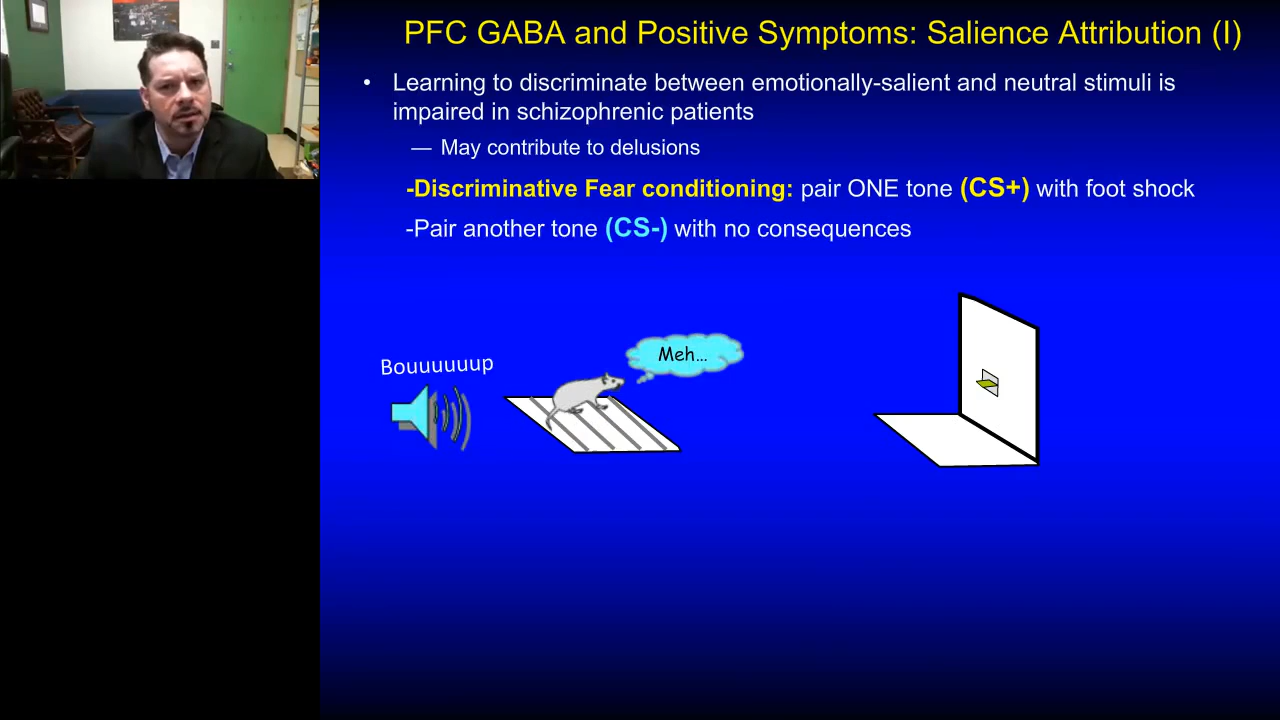 PFC GABA and Positive Symptoms: Salience Attribution (I)
• Learning to discriminate between emotionally-salient and neutral stimuli is
impaired in schizophrenic patients
— May contribute to delusions
-Discriminative Fear conditioning: pair ONE tone (CS+) with foot shock
-Pair another tone (CS-) with no consequences
Meh...
Bouuuuuup